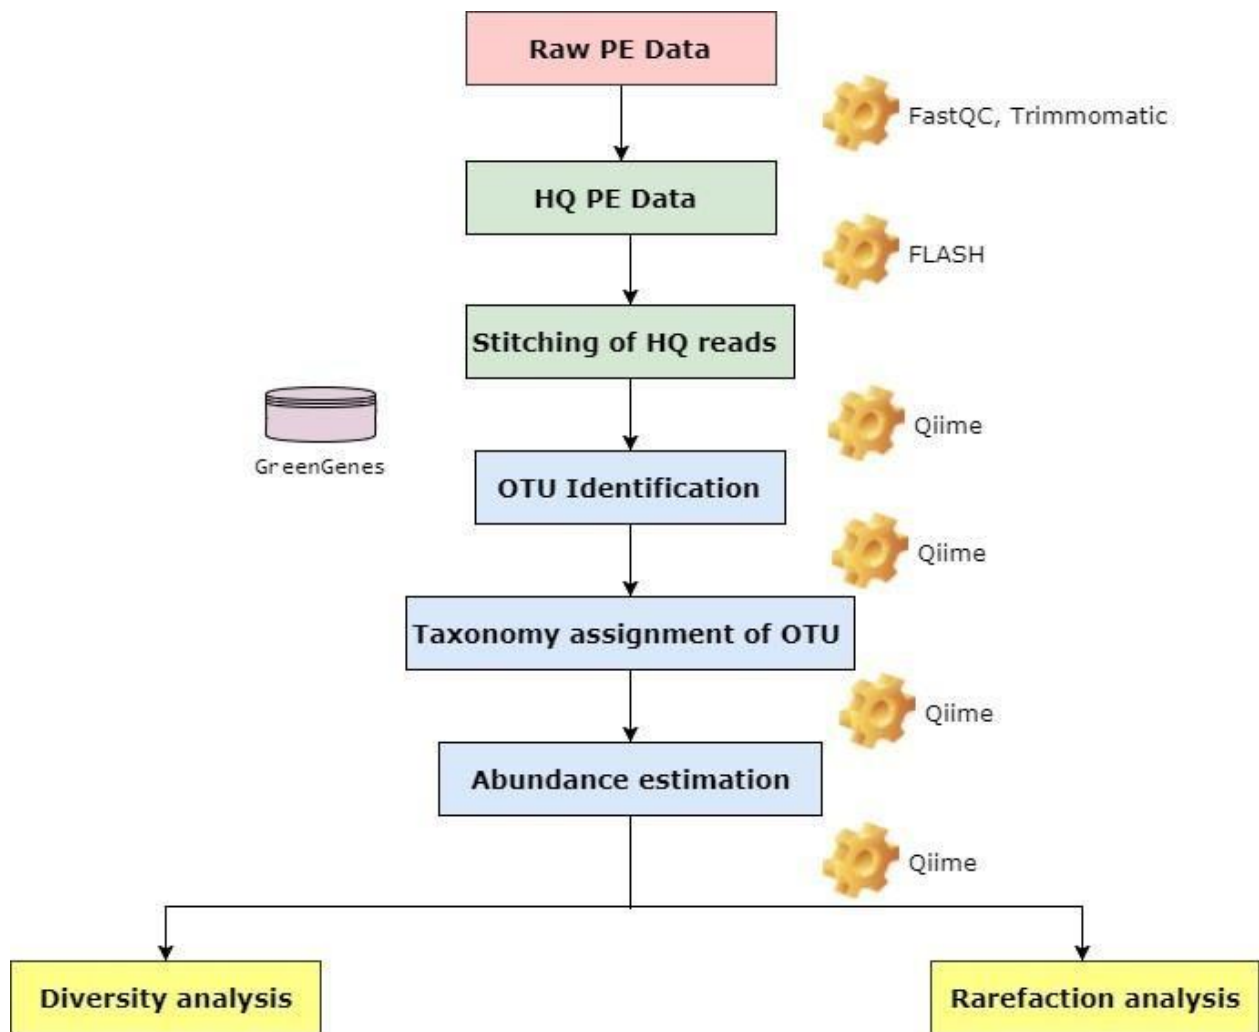 Raw PE Data
FastQC, Trimmomatic
HQ PE Data
FLASH
Stitching of HQ reads
GreenGenes
Qiime
OTU Identification
Qiime
Taxonomy assignment of OTU
Qiime
Abundance estimation
Qiime
Diversity analysis
Rarefaction analysis